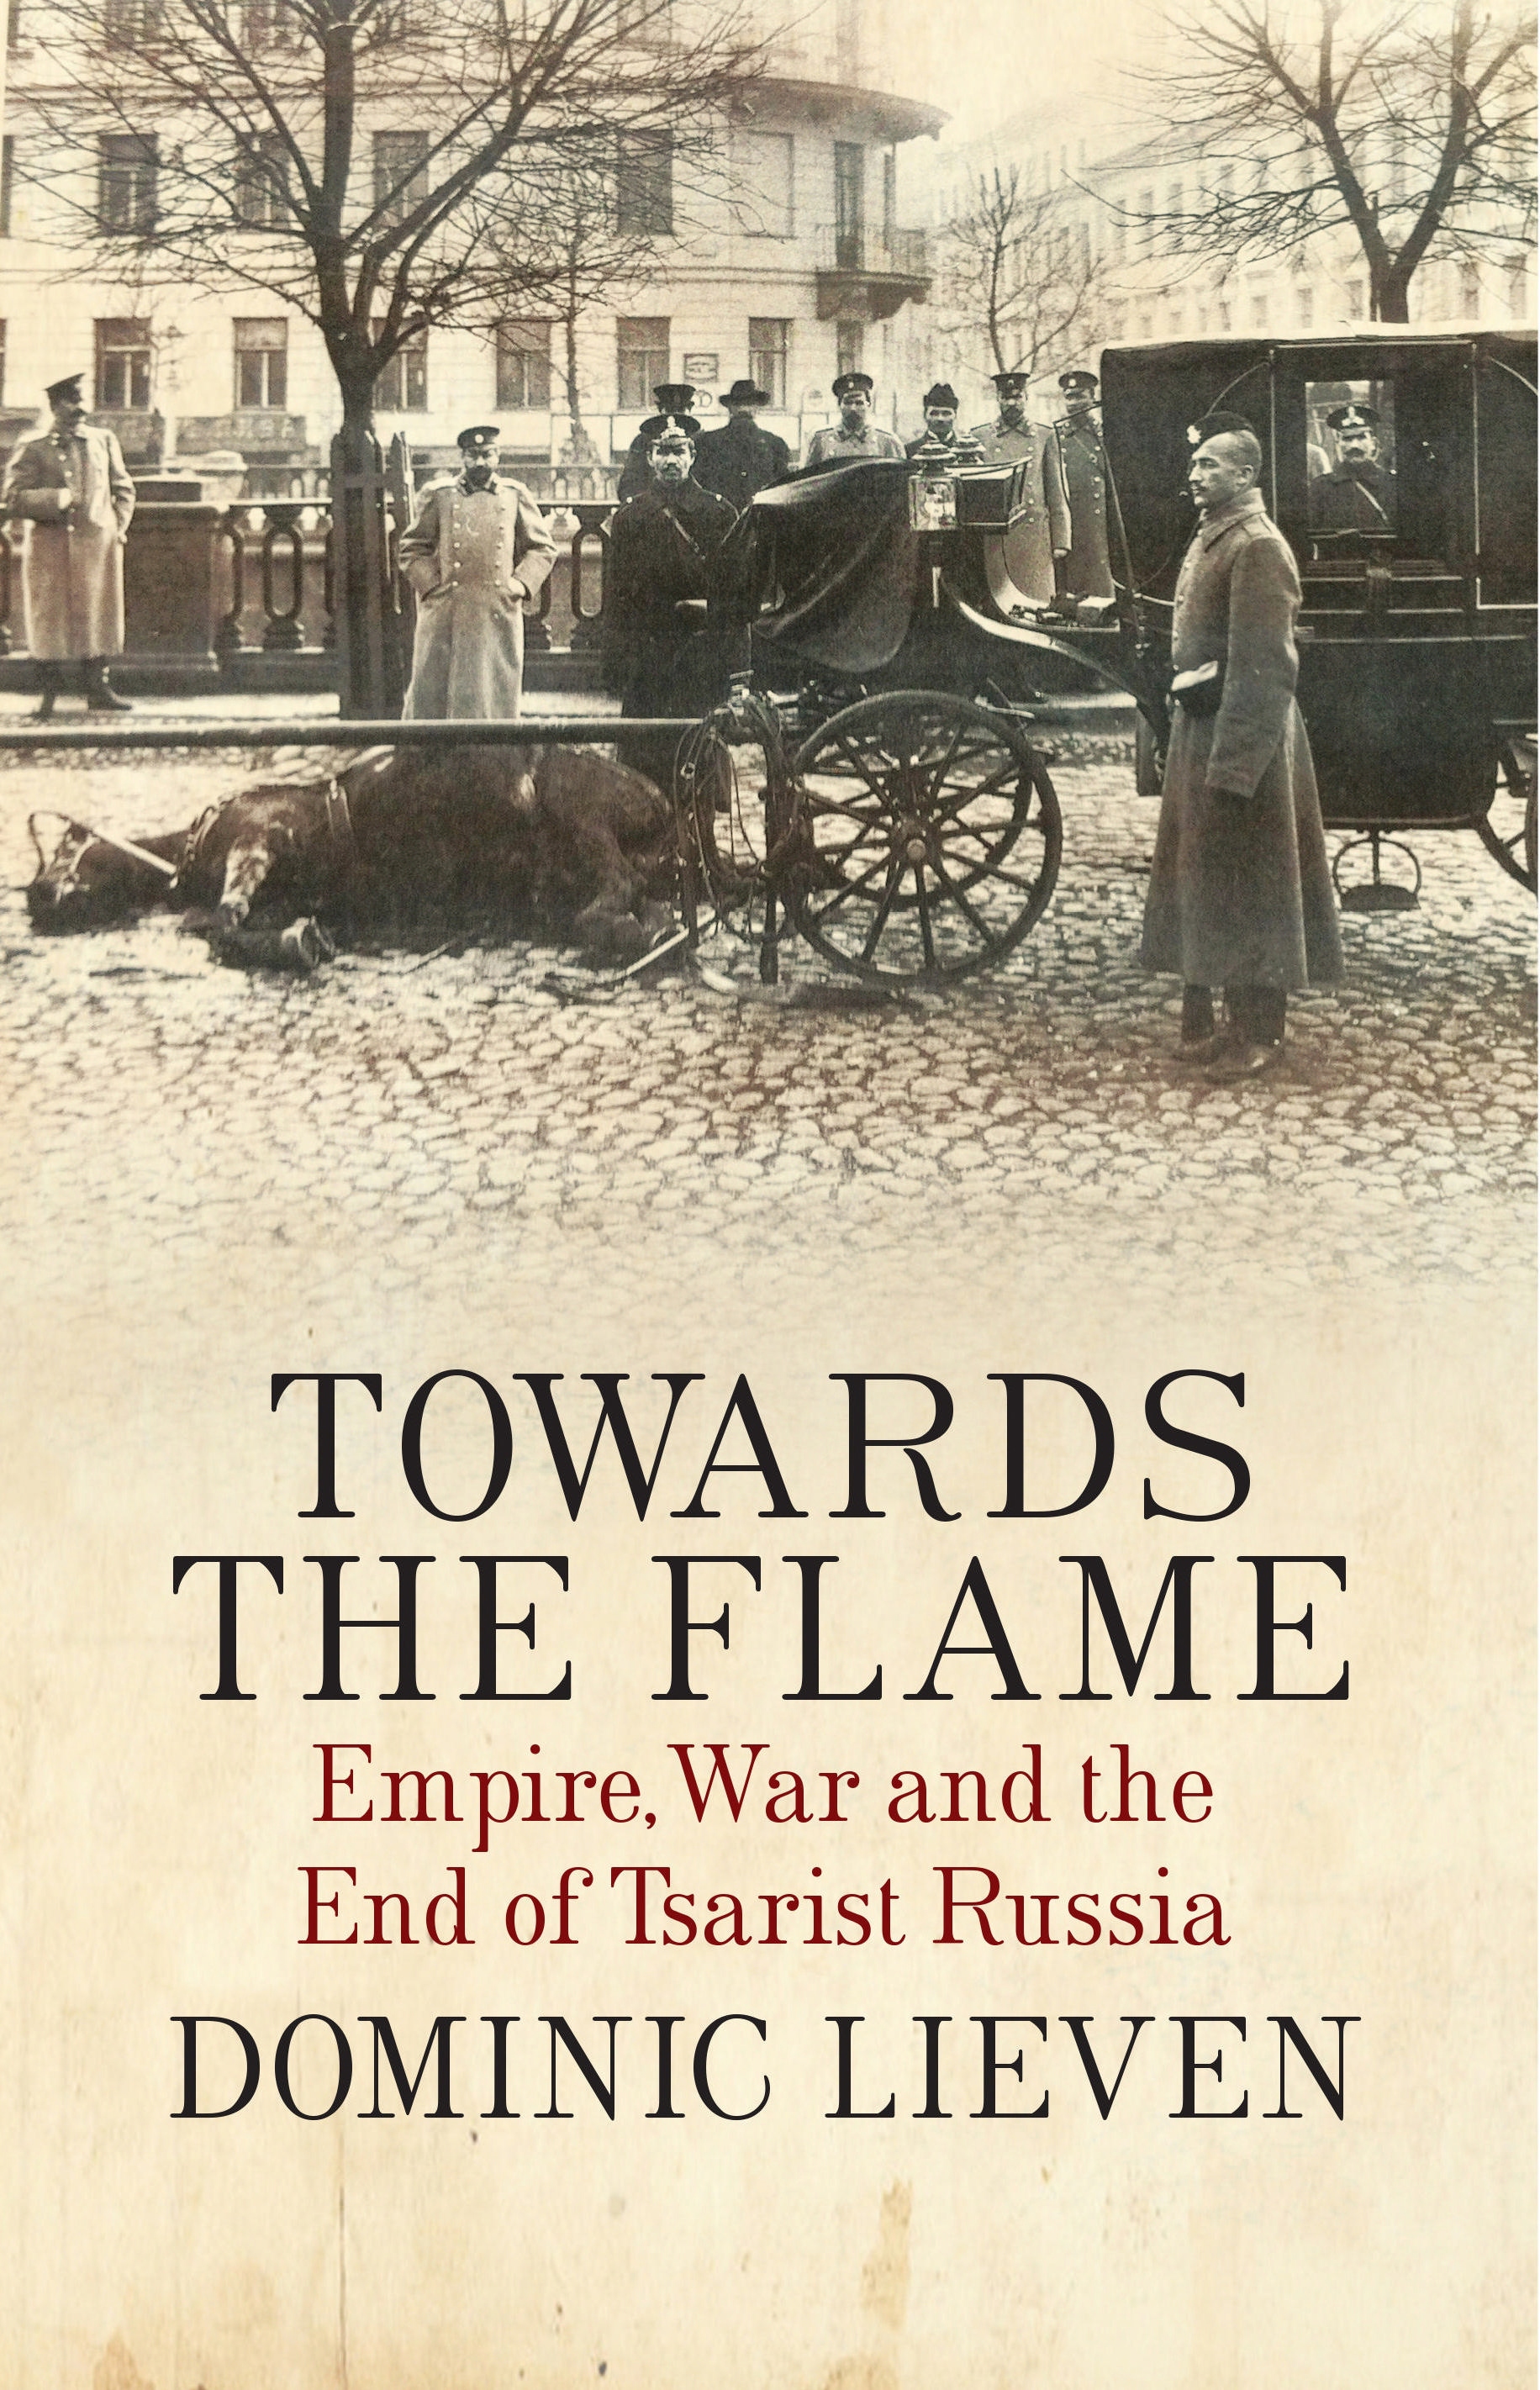 TOWARDS
THE FLAME
Empire, War and the
End of Tsarist Russia
DOMINIC LIEVEN